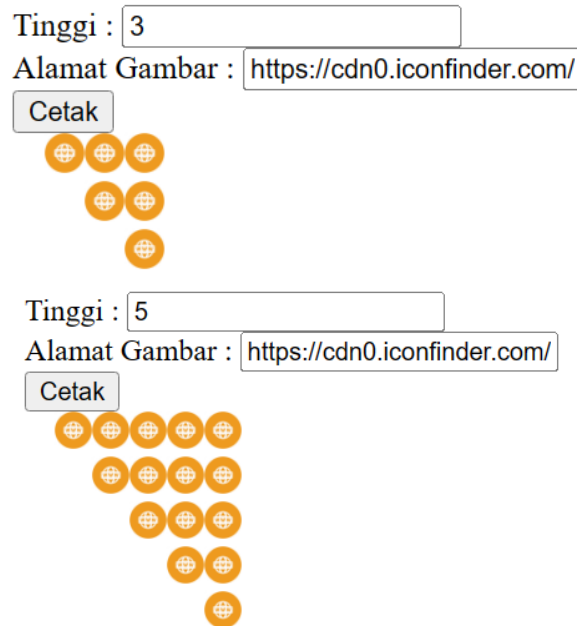 Tinggi : 3
Alamat Gambar : https://cdn0.iconfinder.com/
Cetak
Tinggi : 5
Alamat Gambar : https://cdn0.iconfinder.com/
Cetak